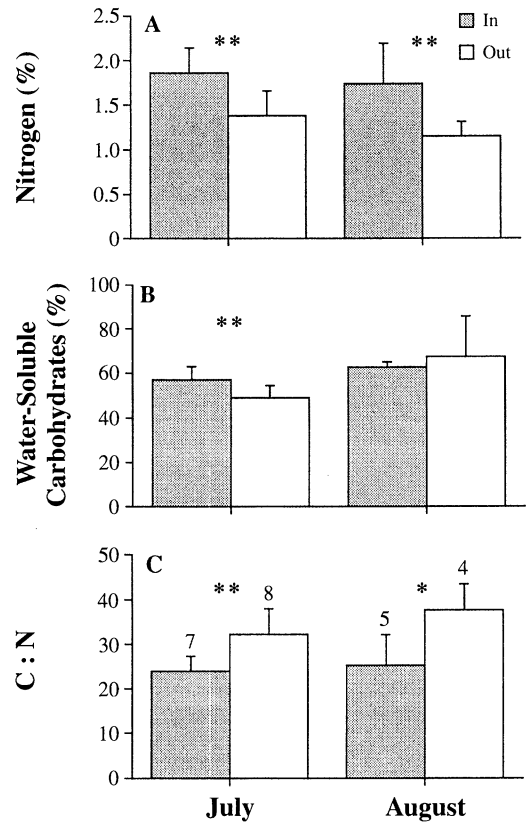 2.5
A
**
**
In
Out
2.0
1.5
1.0
0.5
0
Nitrogen (%)
100
B
**
80
60
40
20
0
Water-Soluble
Carbohydrates (%)
50
C
**
8
*
4
40
7
5
30
20
10
0
C : N
July
August